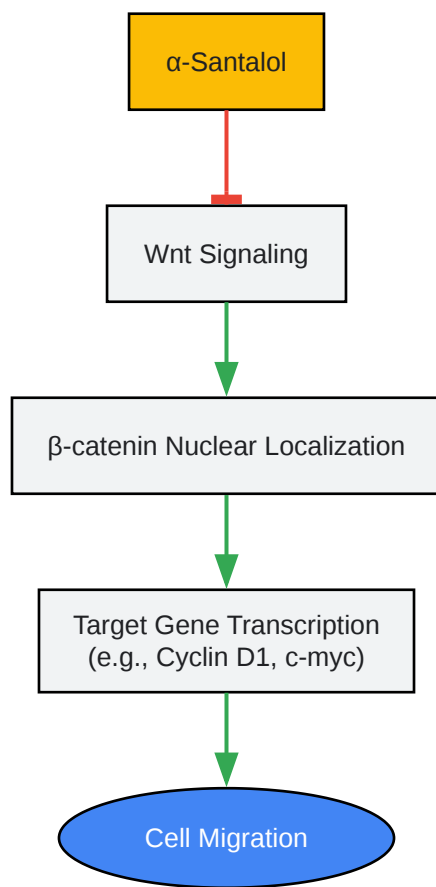 α-Santalol
Wnt Signaling
β-catenin Nuclear Localization
Target Gene Transcription
(e.g., Cyclin D1, c-myc)
Cell Migration